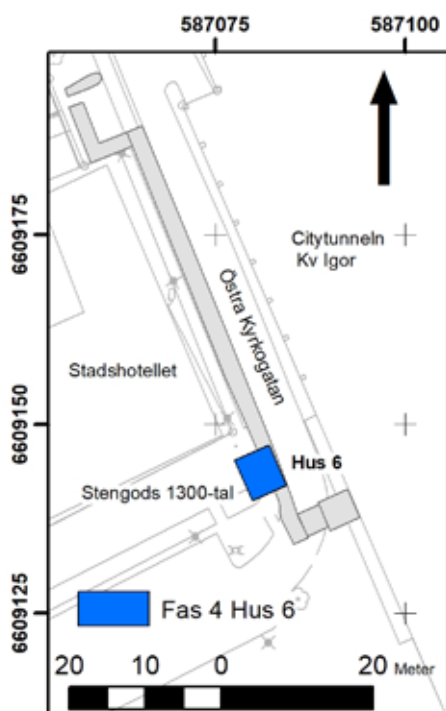 587075 587100
6609175
Citytunneln
Kv Igor
Östra Kyrkogatan
Stadshotellet
6609150
Hus 6
Stengods 1300-tal
Fas 4 Hus 6
6609125
20 10 0 20 Meter